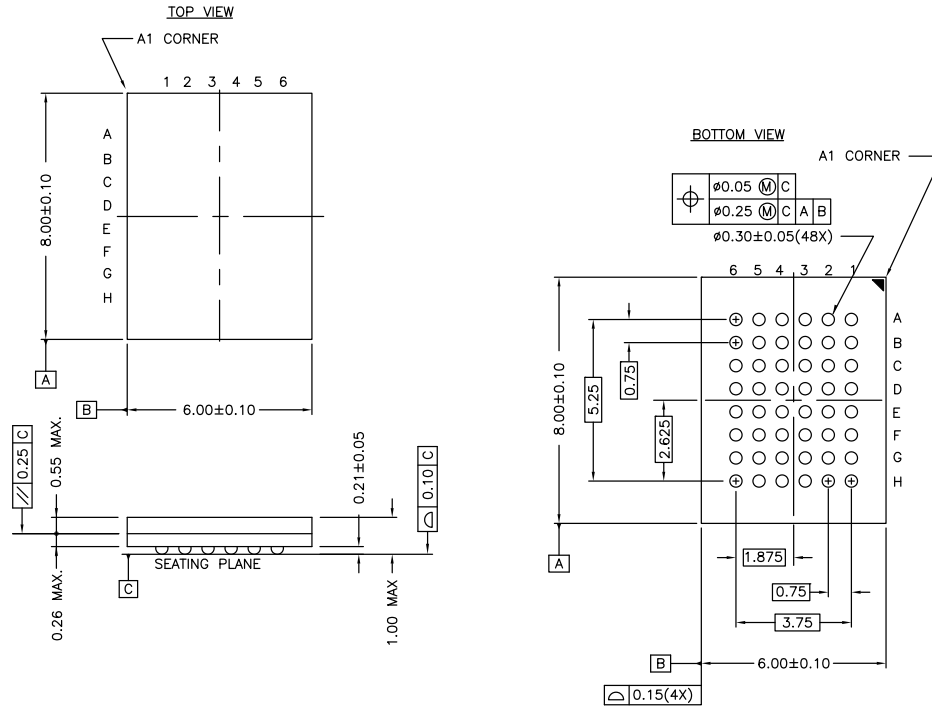 TOP VIEW
A1 CORNER
1 2 3 4 5 6
A
B
C
D
E
F
G
H
8.00±0.10
A
B
6.00±0.10
// 0.25 C
0.55 MAX.
0.26 MAX.
SEATING PLANE
C
0.21±0.05
1.00 MAX
0.10 C
BOTTOM VIEW
A1 CORNER
ø0.05 Ⓜ C
ø0.25 Ⓜ C A B
ø0.30±0.05(48X)
6 5 4 3 2 1
A
B
C
D
E
F
G
H
8.00±0.10
5.25
0.75
2.625
A
1.875
0.75
3.75
B
6.00±0.10
0.15(4X)